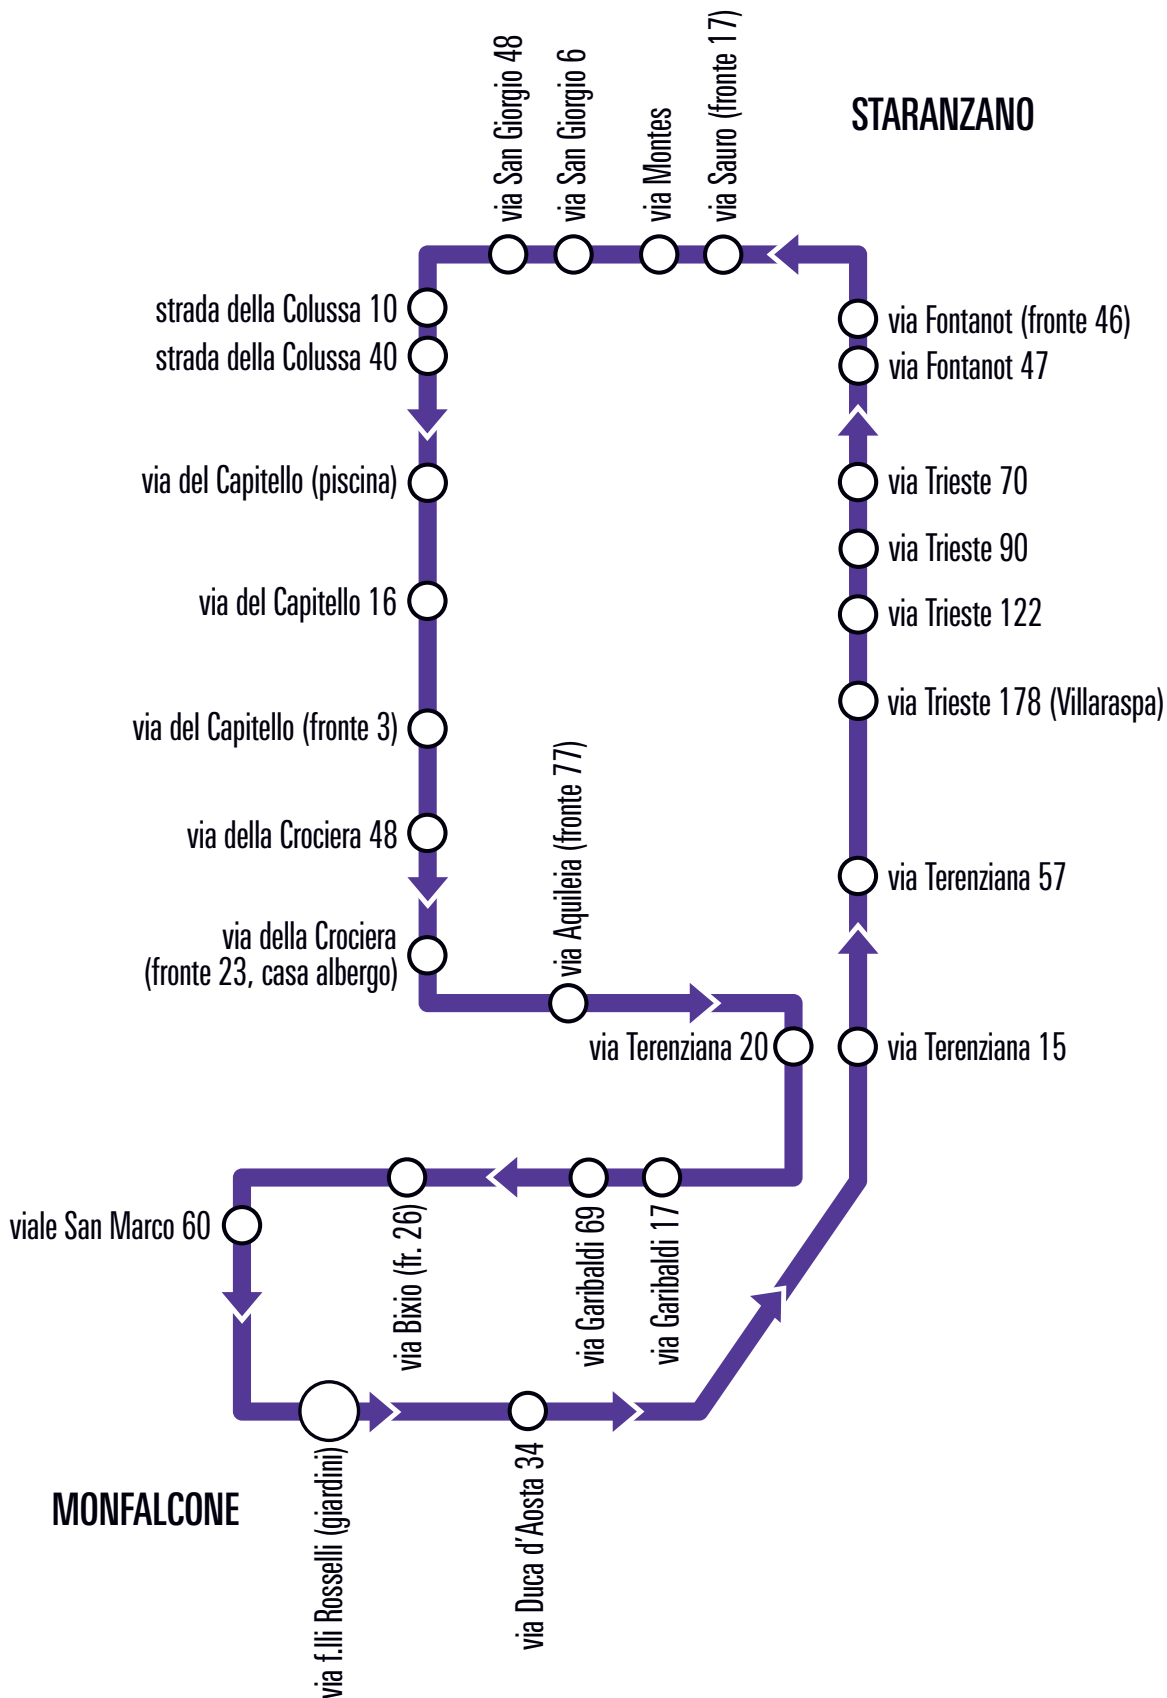 via San Giorgio 48
via San Giorgio 6
via Montes
via Sauro (fronte 17)
STARANZANO
strada della Colussa 10
strada della Colussa 40
via Fontanot (fronte 46)
via Fontanot 47
via del Capitello (piscina)
via Trieste 70
via Trieste 90
via del Capitello 16
via Trieste 122
via Trieste 178 (Villaraspa)
via del Capitello (fronte 3)
via della Crociera 48
via Aquileia (fronte 77)
via Terenziana 57
via della Crociera
(fronte 23, casa albergo)
via Terenziana 20
via Terenziana 15
viale San Marco 60
via Bixio (fr. 26)
via Garibaldi 69
via Garibaldi 17
MONFALCONE
via f.lli Rosselli (giardini)
via Duca d'Aosta 34